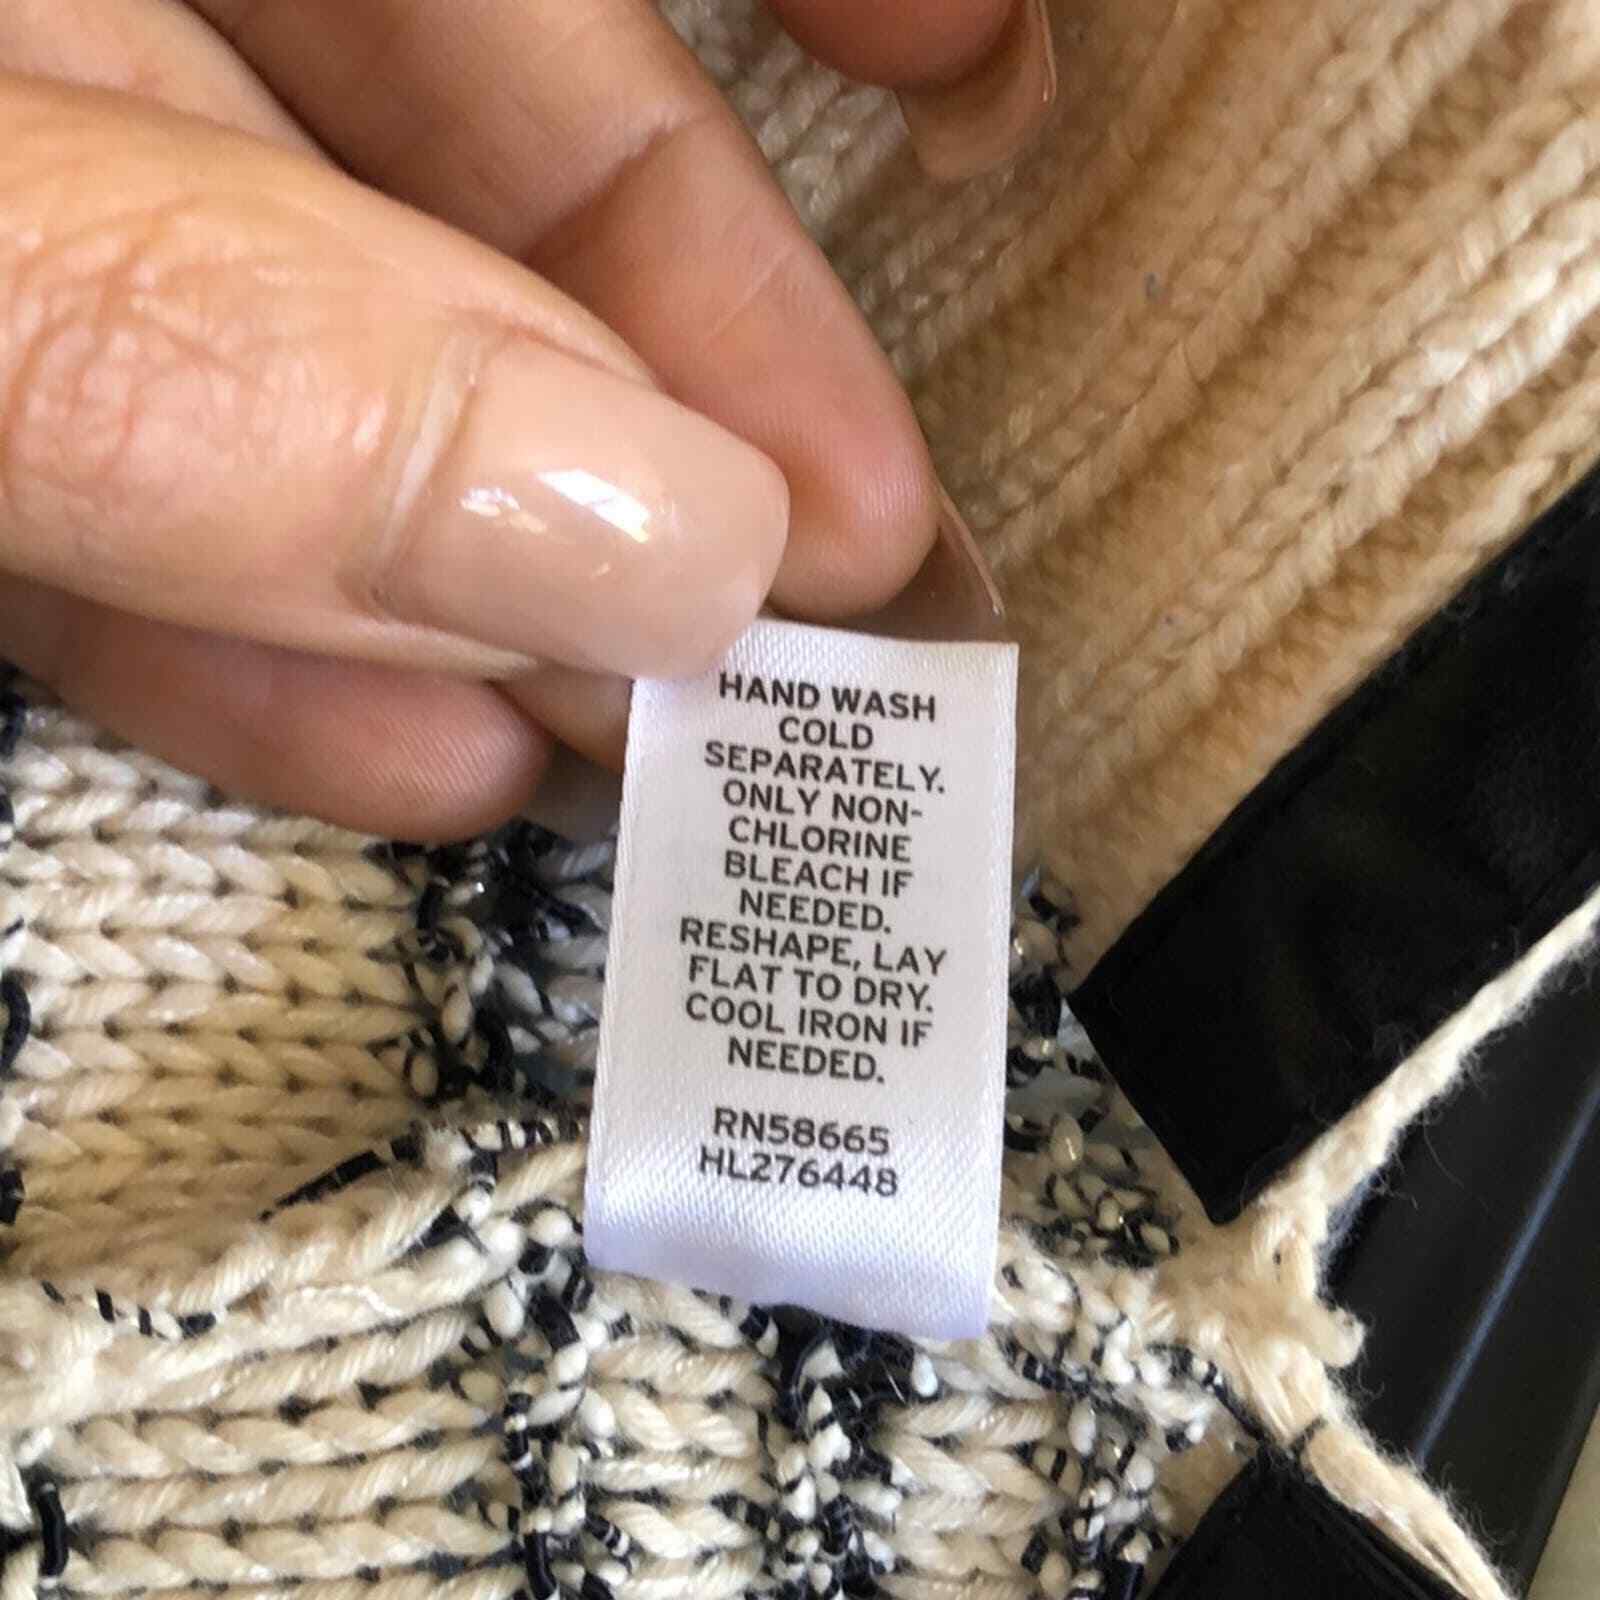 HAND WASH
COLD
SEPARATELY.
ONLY NON-
CHLORINE
BLEACH IF
NEEDED.
RESHAPE, LAY
FLAT TO DRY.
COOL IRON IF
NEEDED.
RN58665
HL276448